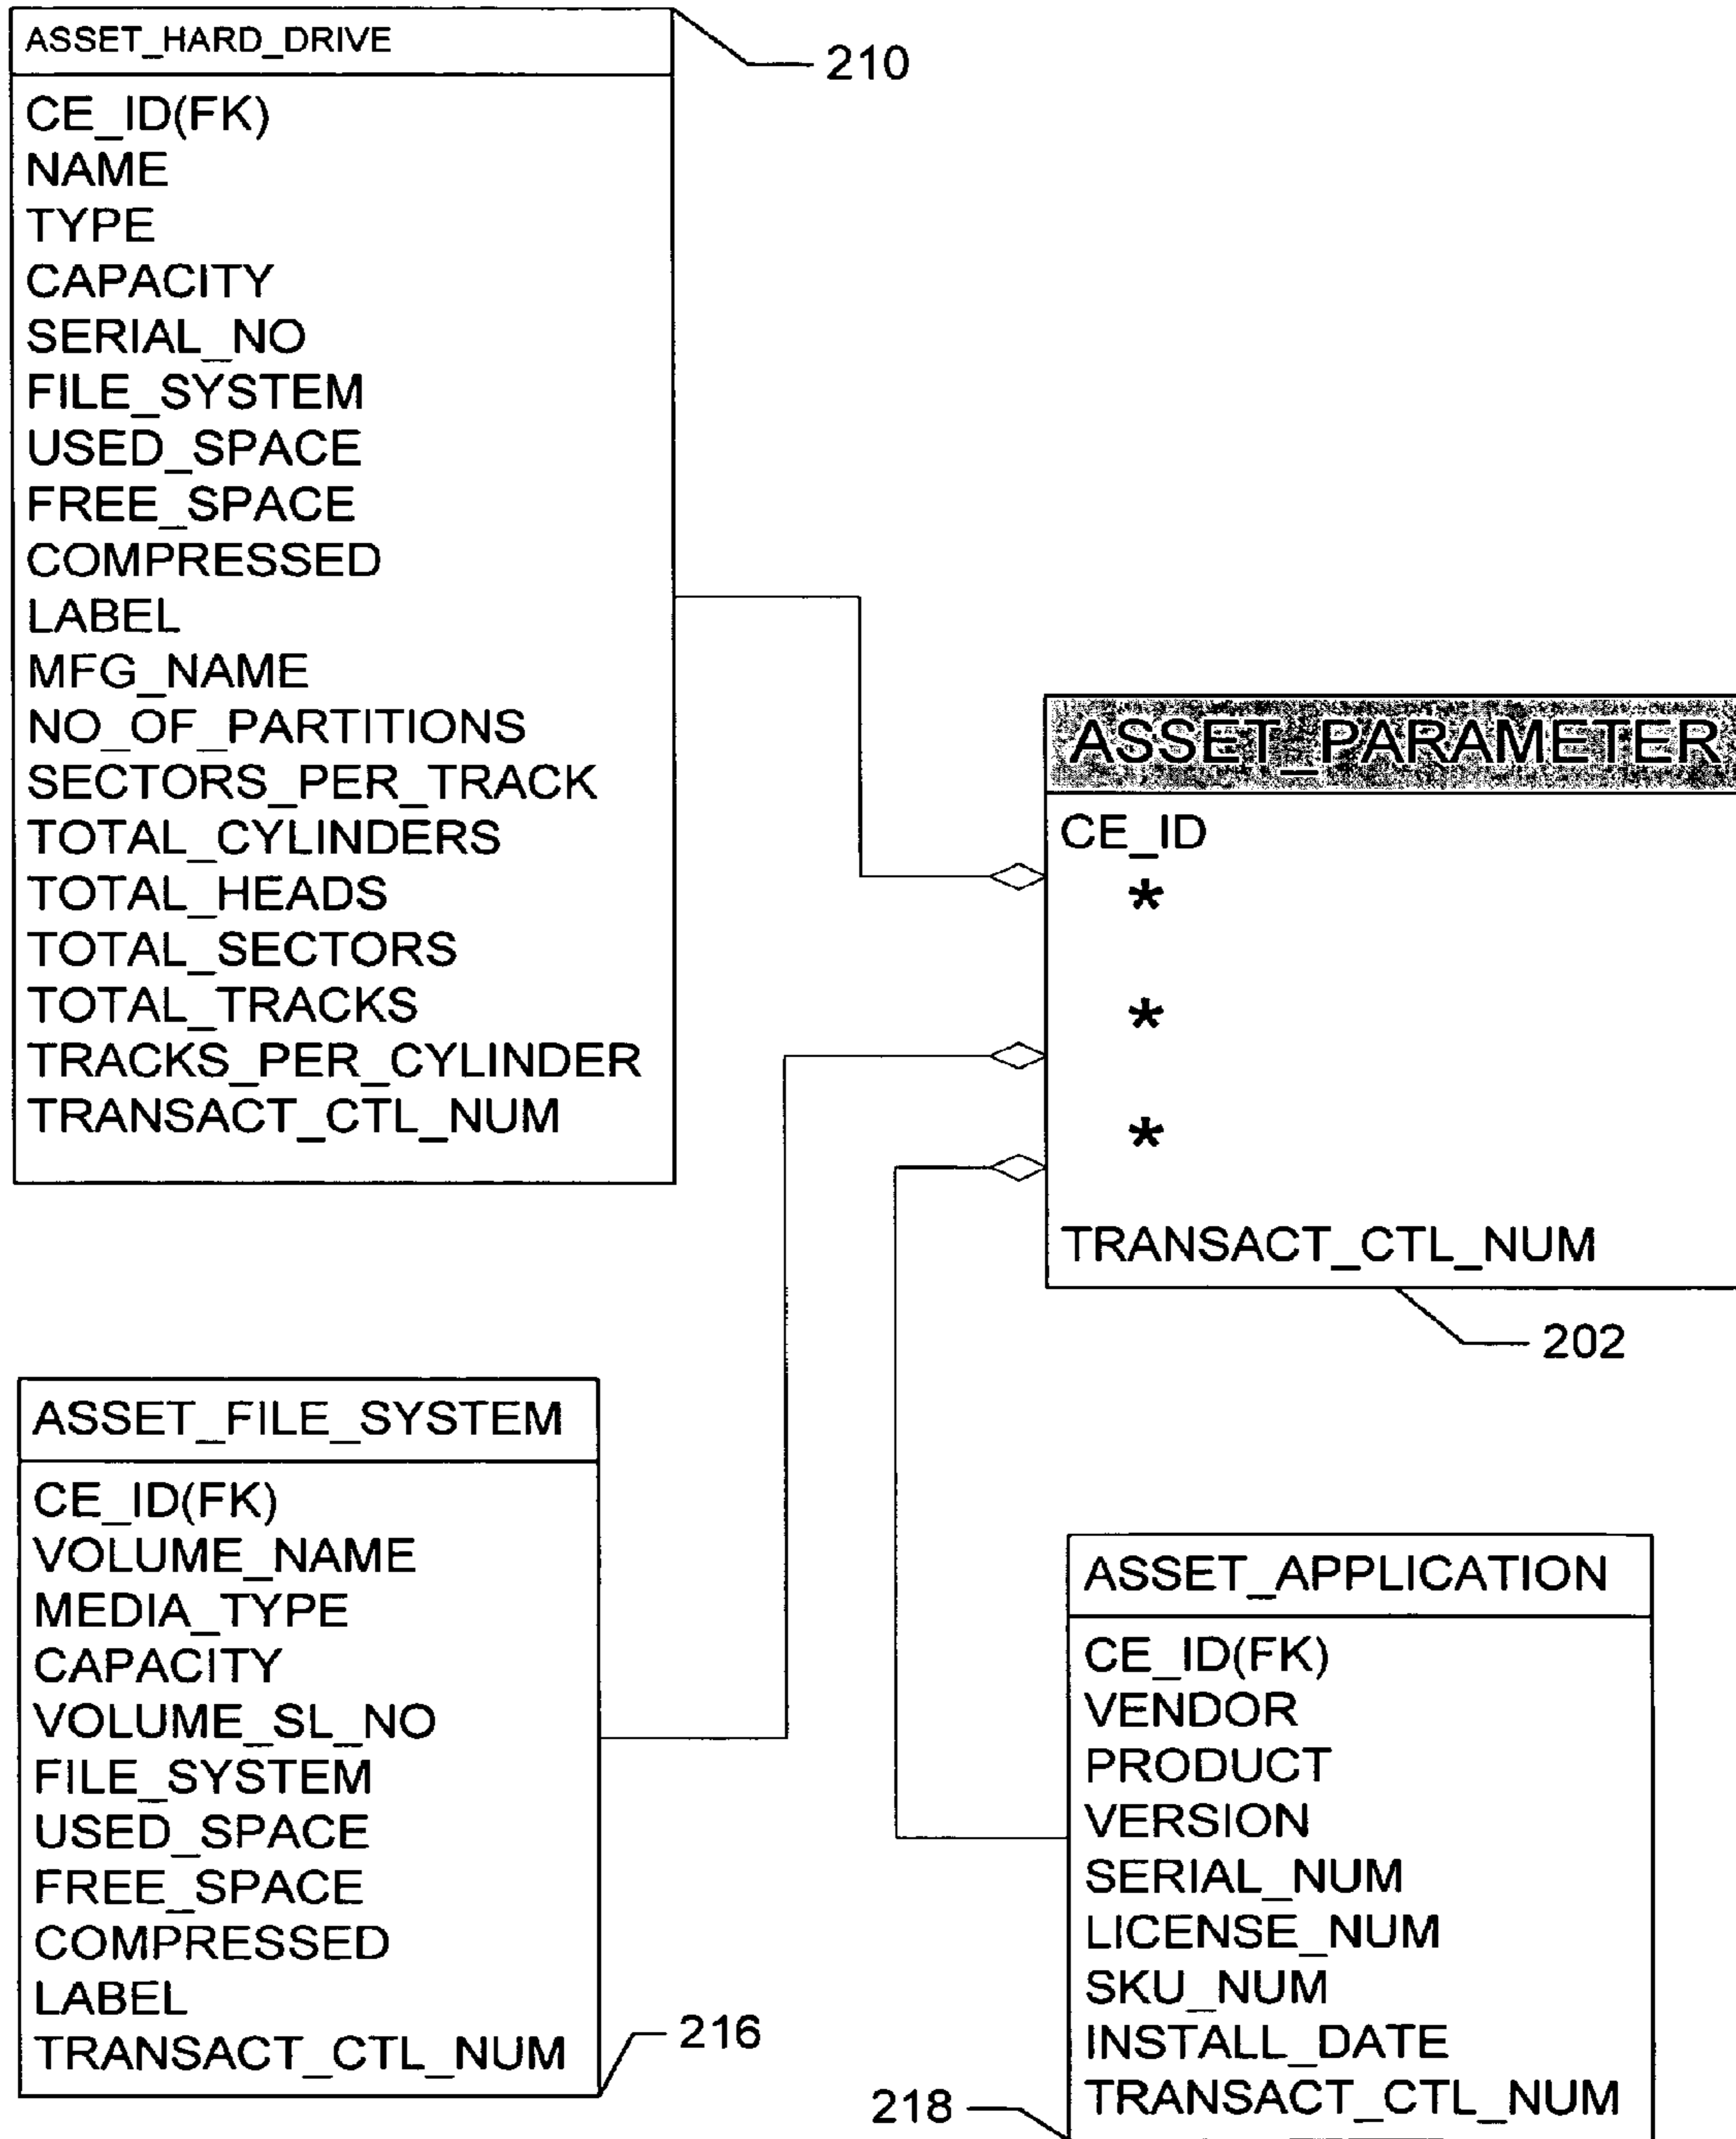 ASSET_HARD_DRIVE
210
CE_ID(FK)
NAME
TYPE
CAPACITY
SERIAL_NO
FILE_SYSTEM
USED_SPACE
FREE_SPACE
COMPRESSED
LABEL
MFG_NAME
NO_OF_PARTITIONS
SECTORS_PER_TRACK
TOTAL_CYLINDERS
TOTAL_HEADS
TOTAL_SECTORS
TOTAL_TRACKS
TRACKS_PER_CYLINDER
TRANSACT_CTL_NUM
ASSET_PARAMETER
CE_ID
*
*
*
TRANSACT_CTL_NUM
202
ASSET_FILE_SYSTEM
CE_ID(FK)
VOLUME_NAME
MEDIA_TYPE
CAPACITY
VOLUME_SL_NO
FILE_SYSTEM
USED_SPACE
FREE_SPACE
COMPRESSED
LABEL
TRANSACT_CTL_NUM
216
ASSET_APPLICATION
CE_ID(FK)
VENDOR
PRODUCT
VERSION
SERIAL_NUM
LICENSE_NUM
SKU_NUM
INSTALL_DATE
TRANSACT_CTL_NUM
218